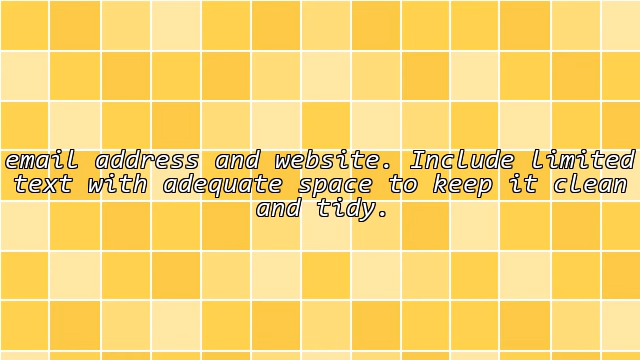 email address and website. Include limited
text with adequate space to keep it clean
and tidy.